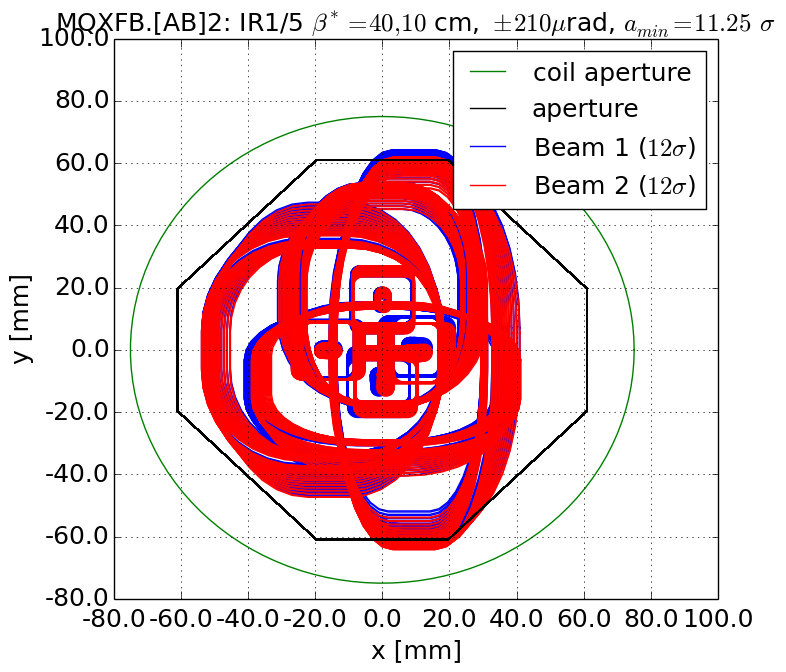 MQXFB.[AB]2: IR1/5 β* =40,10 cm, ±210μrad, a_min=11.25 σ
100.0
80.0
60.0
40.0
20.0
0.0
-20.0
-40.0
-60.0
-80.0
y [mm]
coil aperture
aperture
Beam 1 (12σ)
Beam 2 (12σ)
-80.0 -60.0 -40.0 -20.0 0.0 20.0 40.0 60.0 80.0 100.0
x [mm]